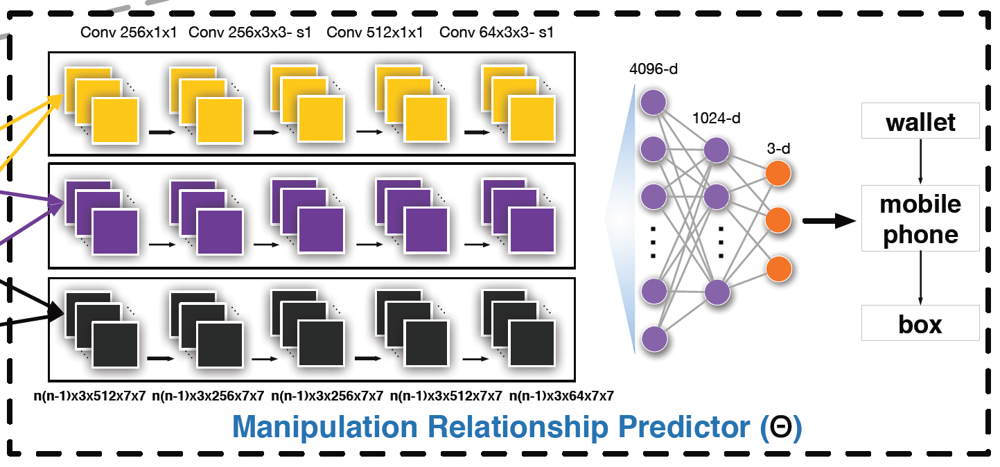 Conv 256x1x1 Conv 256x3x3- s1 Conv 512x1x1 Conv 64x3x3- s1
4096-d
1024-d
3-d
wallet
mobile
phone
box
n(n-1)x3x512x7x7 n(n-1)x3x256x7x7 n(n-1)x3x256x7x7 n(n-1)x3x512x7x7 n(n-1)x3x64x7x7
Manipulation Relationship Predictor (Θ)